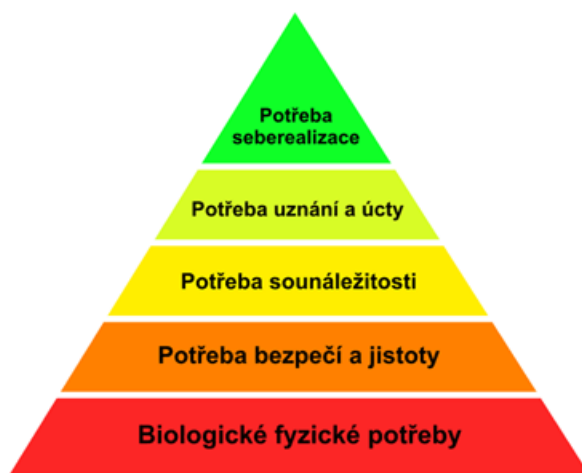 Potřeba
seberealizace
Potřeba uznání a úcty
Potřeba sounáležitosti
Potřeba bezpečí a jistoty
Biologické fyzické potřeby